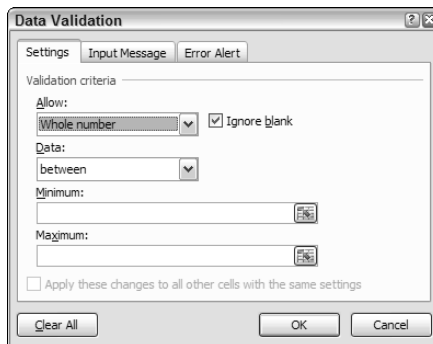 Data Validation
Settings Input Message Error Alert
Validation criteria
Allow:
Whole number Ignore blank
Data:
between
Minimum:
Maximum:
Apply these changes to all other cells with the same settings
Clear All OK Cancel